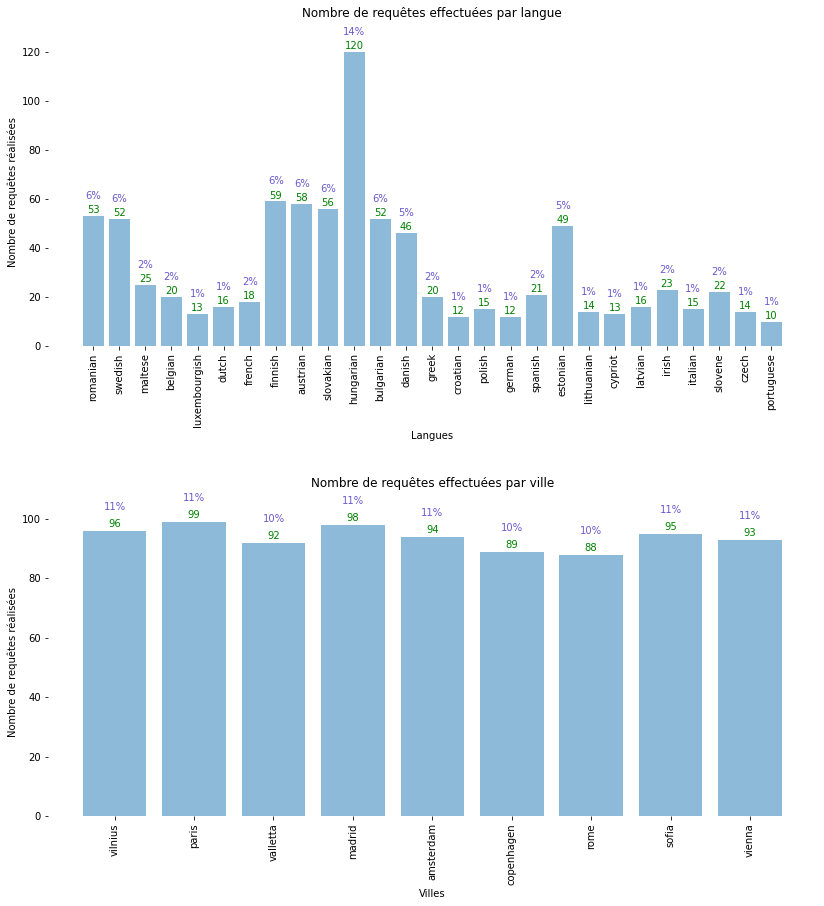 Nombre de requêtes effectuées par langue
Nombre de requêtes réalisées
120
100
80
60
40
20
0
6% 6% 2% 2% 1% 1% 2% 6% 6% 6% 14% 6% 5% 2% 1% 1% 1% 2% 5% 1% 1% 1% 2% 1% 2% 1% 1%
53 52 25 20 13 16 18 59 58 56 120 52 46 20 12 15 12 21 49 14 13 16 23 15 22 14 10
romanian swedish maltese belgian luxembourgish dutch french finnish austrian slovakian hungarian bulgarian danish greek croatian polish german spanish estonian lithuanian cypriot latvian irish italian slovene czech portuguese
Langues
Nombre de requêtes effectuées par ville
Nombre de requêtes réalisées
100
80
60
40
20
0
11% 11% 10% 11% 11% 10% 10% 11% 11%
96 99 92 98 94 89 88 95 93
vilnius paris valletta madrid amsterdam copenhagen rome sofia vienna
Villes